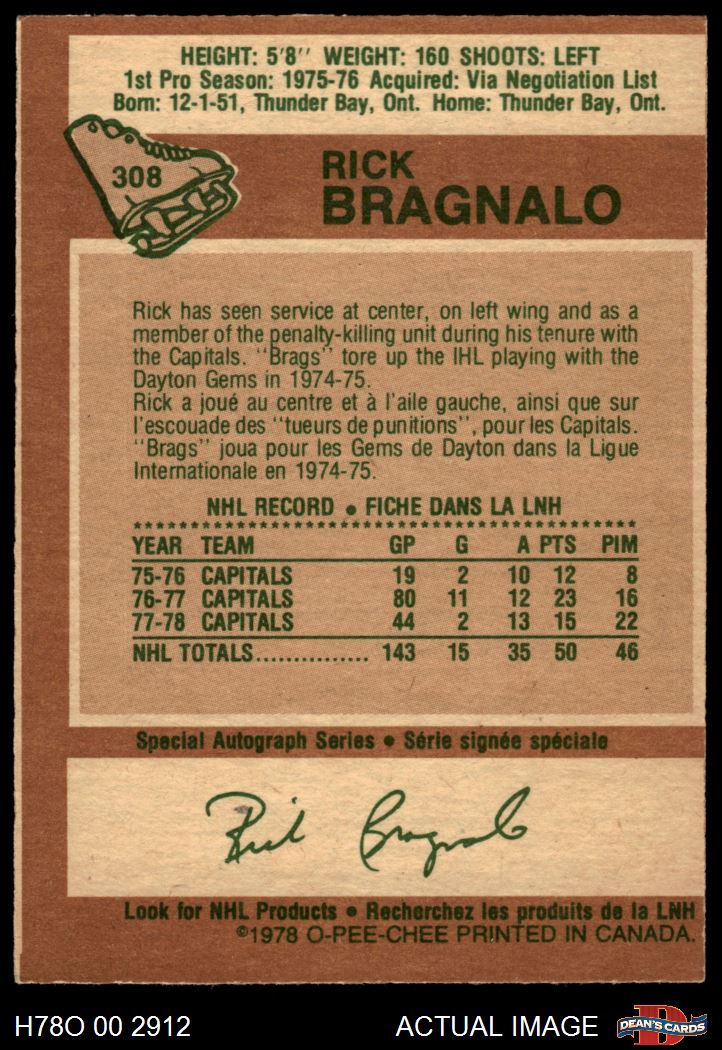 HEIGHT: 5'8'' WEIGHT: 160 SHOOTS: LEFT
1st Pro Season: 1975-76 Acquired: Via Negotiation List
Born: 12-1-51, Thunder Bay, Ont. Home: Thunder Bay, Ont.
308
RICK
BRAGNALO
Rick has seen service at center, on left wing and as a
member of the penalty-killing unit during his tenure with
the Capitals. "Brags" tore up the IHL playing with the
Dayton Gems in 1974-75.
Rick a joué au centre et à l'aile gauche, ainsi que sur
l'escouade des "tueurs de punitions", pour les Capitals.
"Brags" joua pour les Gems de Dayton dans la Ligue
Internationale en 1974-75.
NHL RECORD • FICHE DANS LA LNH
YEAR TEAM GP G A PTS PIM
75-76 CAPITALS 19 2 10 12 8
76-77 CAPITALS 80 11 12 23 16
77-78 CAPITALS 44 2 13 15 22
NHL TOTALS............... 143 15 35 50 46
Special Autograph Series • Série signée spéciale
Rick Bragnalo
Look for NHL Products • Recherchez les produits de la LNH
©1978 O-PEE-CHEE PRINTED IN CANADA.
H78O 00 2912 ACTUAL IMAGE DEAN'S CARDS